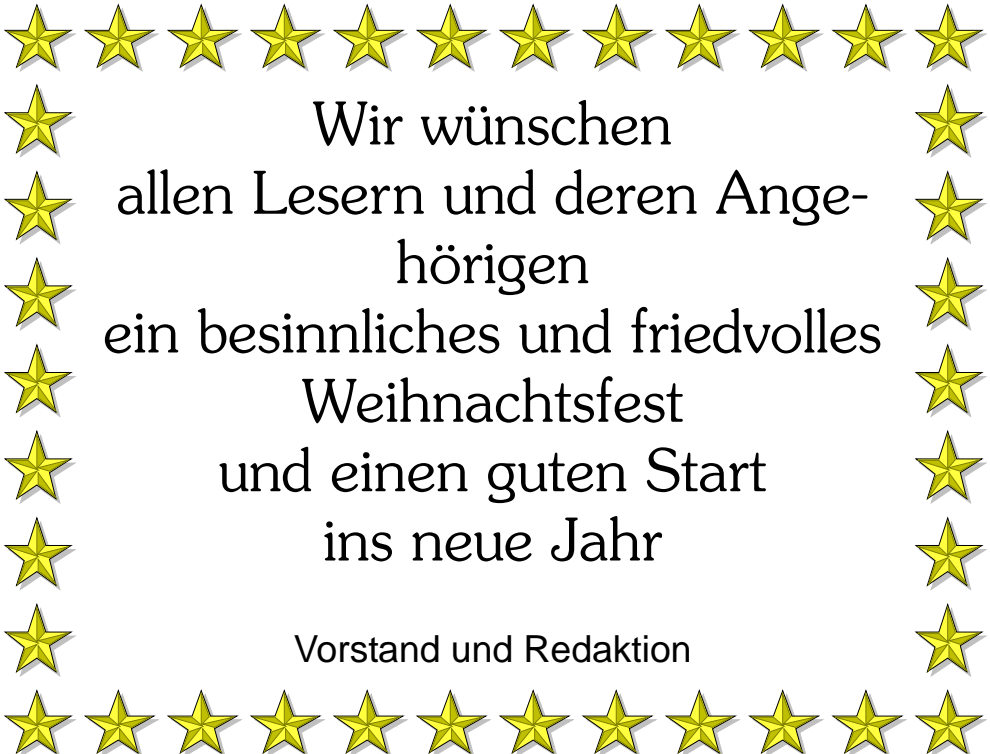 Wir wünschen
allen Lesern und deren Ange-
hörigen
ein besinnliches und friedvolles
Weihnachtsfest
und einen guten Start
ins neue Jahr
Vorstand und Redaktion